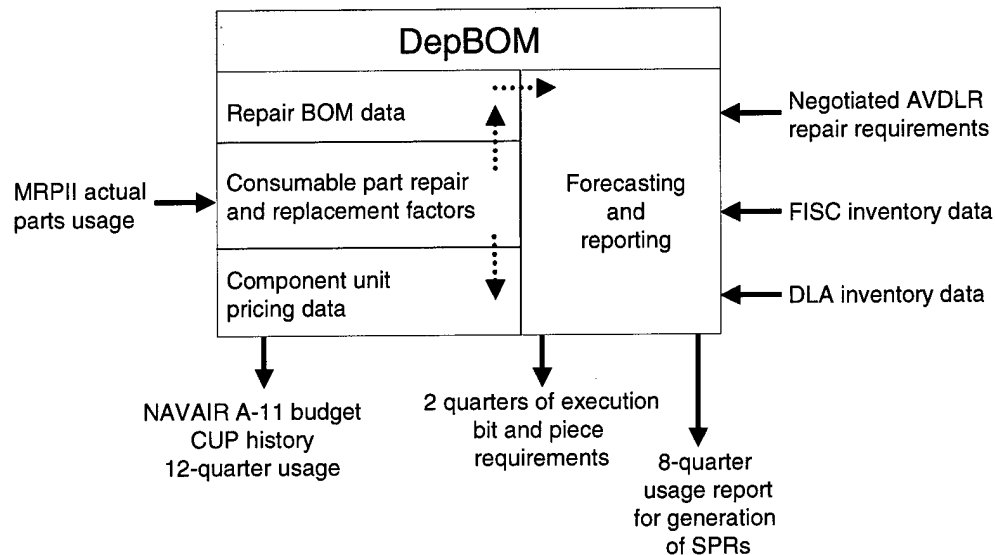 DepBOM
Repair BOM data
Consumable part repair
and replacement factors
Component unit
pricing data
Forecasting
and
reporting
MRPII actual
parts usage
Negotiated AVDLR
repair requirements
FISC inventory data
DLA inventory data
NAVAIR A-11 budget
CUP history
12-quarter usage
2 quarters of execution
bit and piece
requirements
8-quarter
usage report
for generation
of SPRs